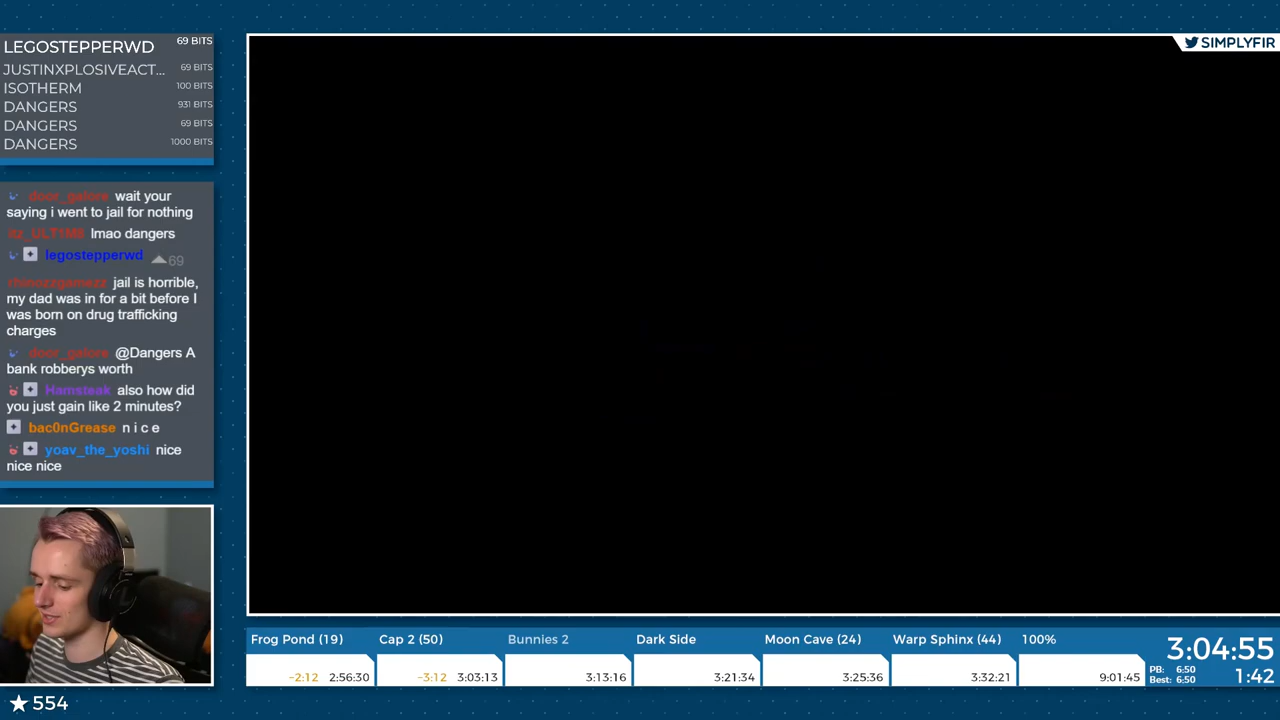 LEGOSTEPPERWD 69 BITS
JUSTINXPLOSIVEACT... 69 BITS
ISOTHERM 100 BITS
DANGERS 931 BITS
DANGERS 69 BITS
DANGERS 1000 BITS
SIMPLYFIR
door_galore wait your
saying i went to jail for nothing
itz_ULT1M8 lmao dangers
legostepperwd 69
rhinozzgamezz jail is horrible,
my dad was in for a bit before I
was born on drug trafficking
charges
door_galore @Dangers A
bank robberys worth
Hamsteak also how did
you just gain like 2 minutes?
bac0nGrease n i c e
yoav_the_yoshi nice
nice nice
Frog Pond (19) Cap 2 (50) Bunnies 2 Dark Side Moon Cave (24) Warp Sphinx (44) 100%
−2:12 2:56:30 −3:12 3:03:13 3:13:16 3:21:34 3:25:36 3:32:21 9:01:45
3:04:55
PB: 6:50
Best: 6:50
1:42
554